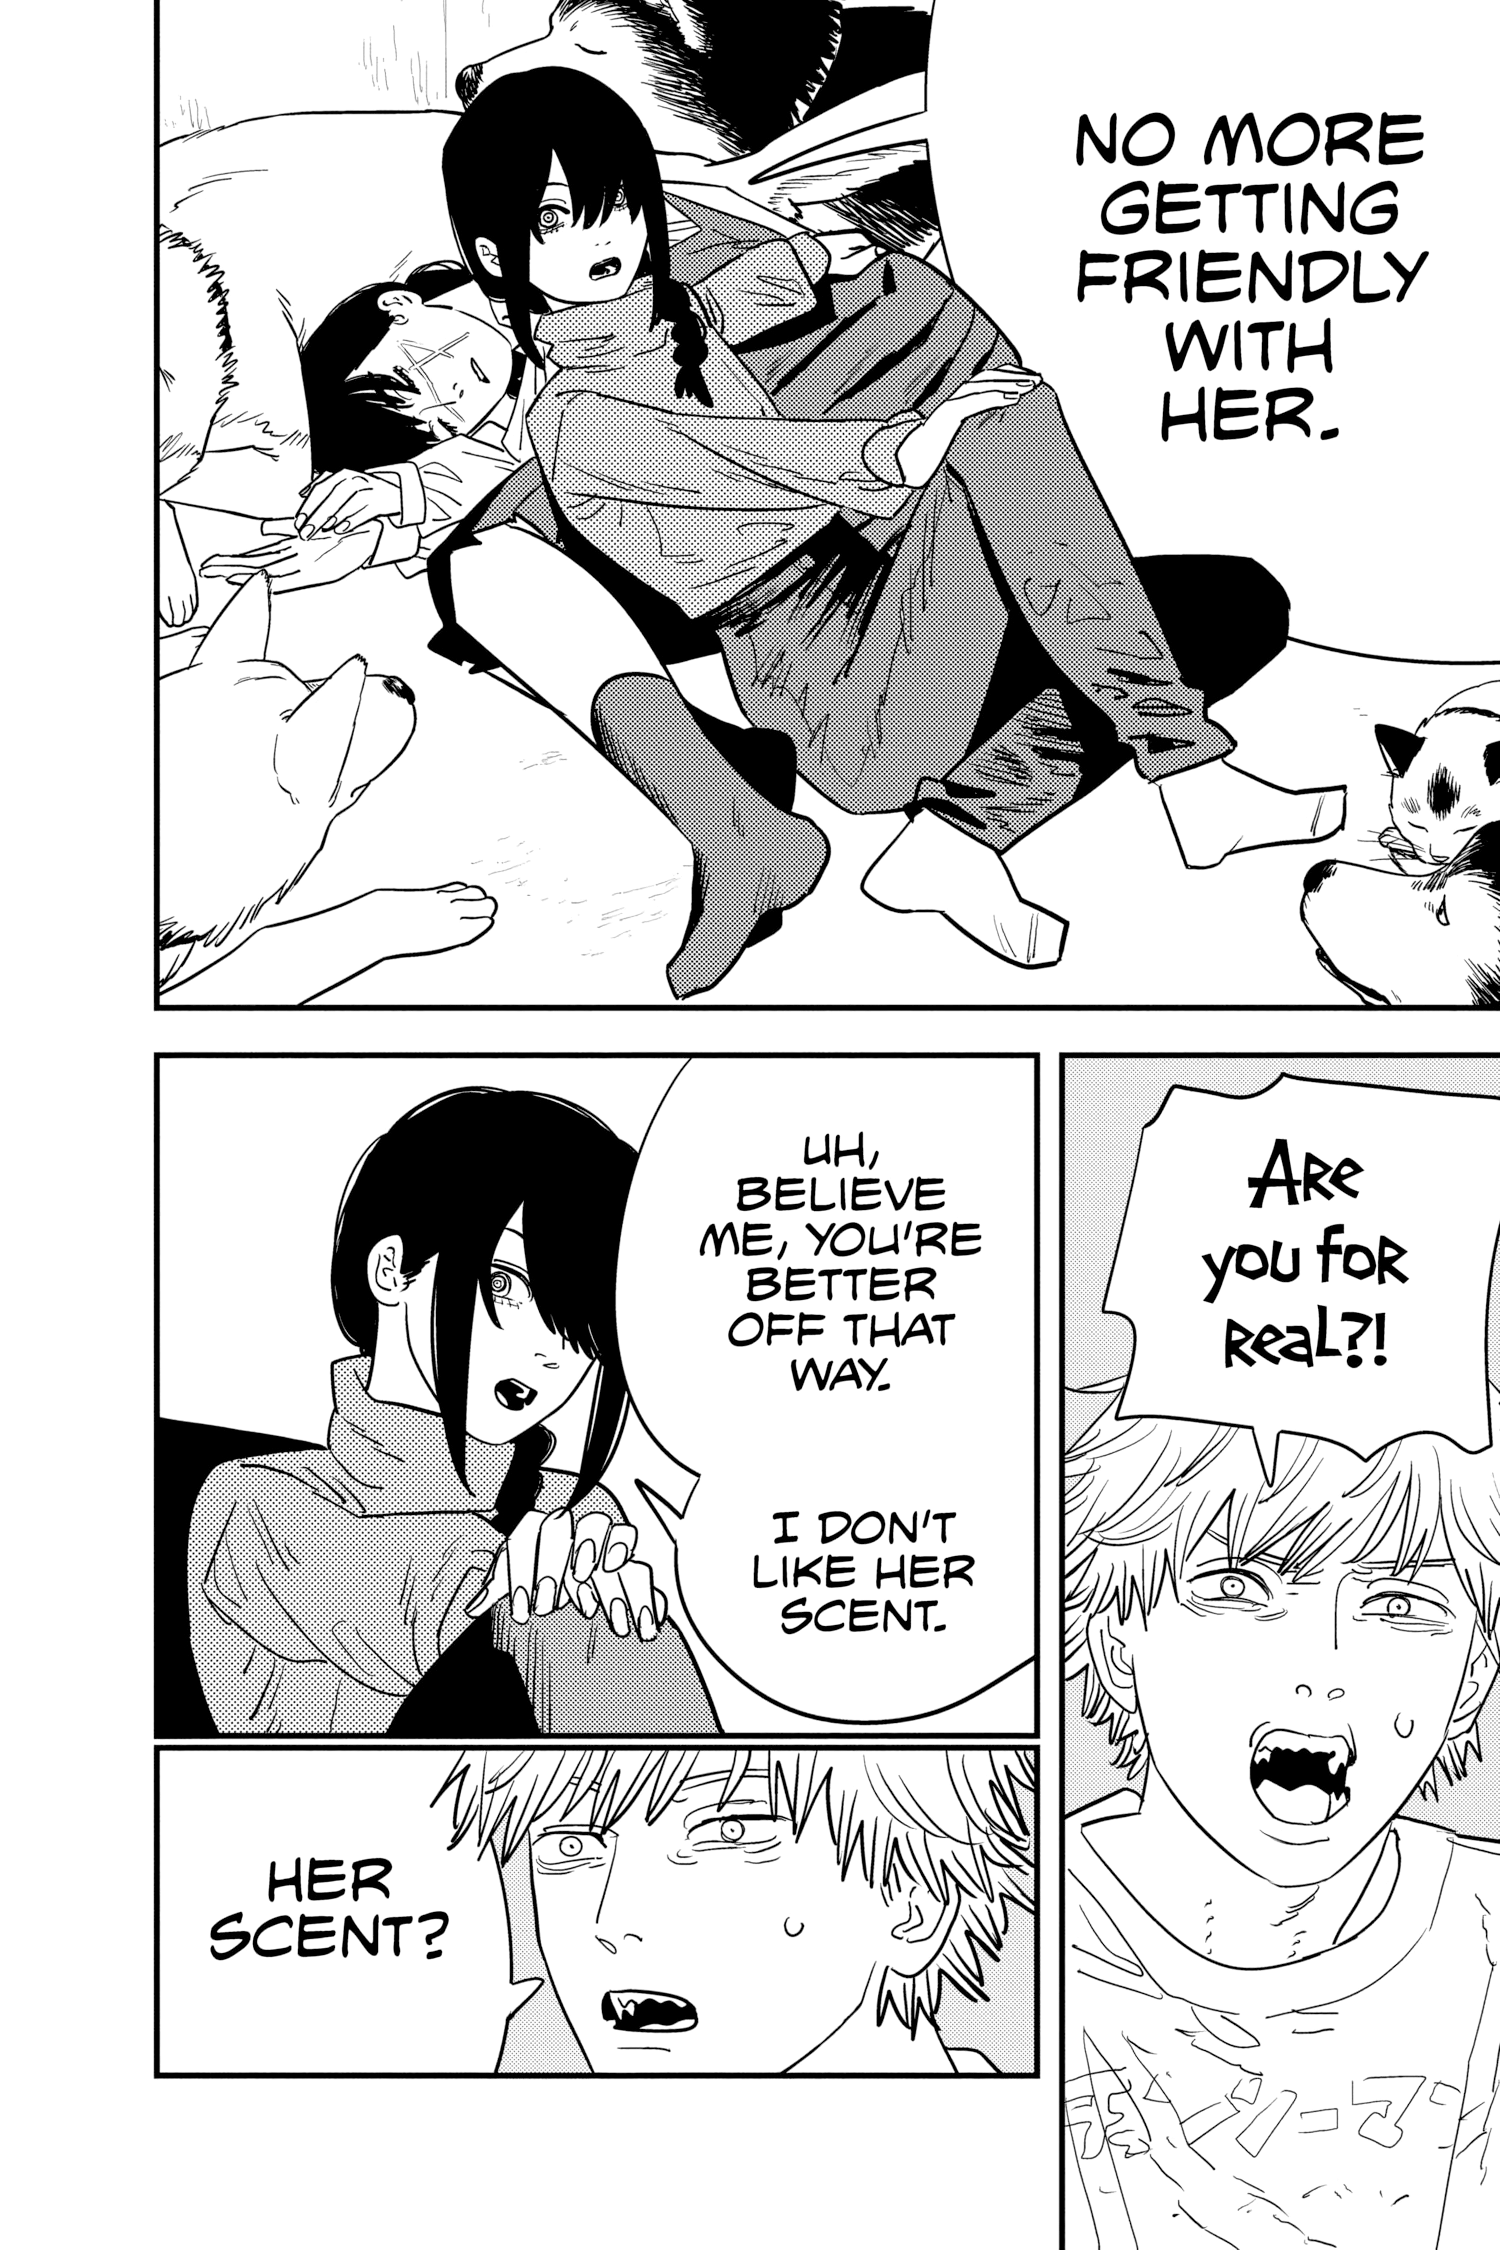 NO MORE
GETTING
FRIENDLY
WITH
HER.
Are
you for
real?!
UH,
BELIEVE
ME, YOU'RE
BETTER
OFF THAT
WAY.
I DON'T
LIKE HER
SCENT.
HER
SCENT?